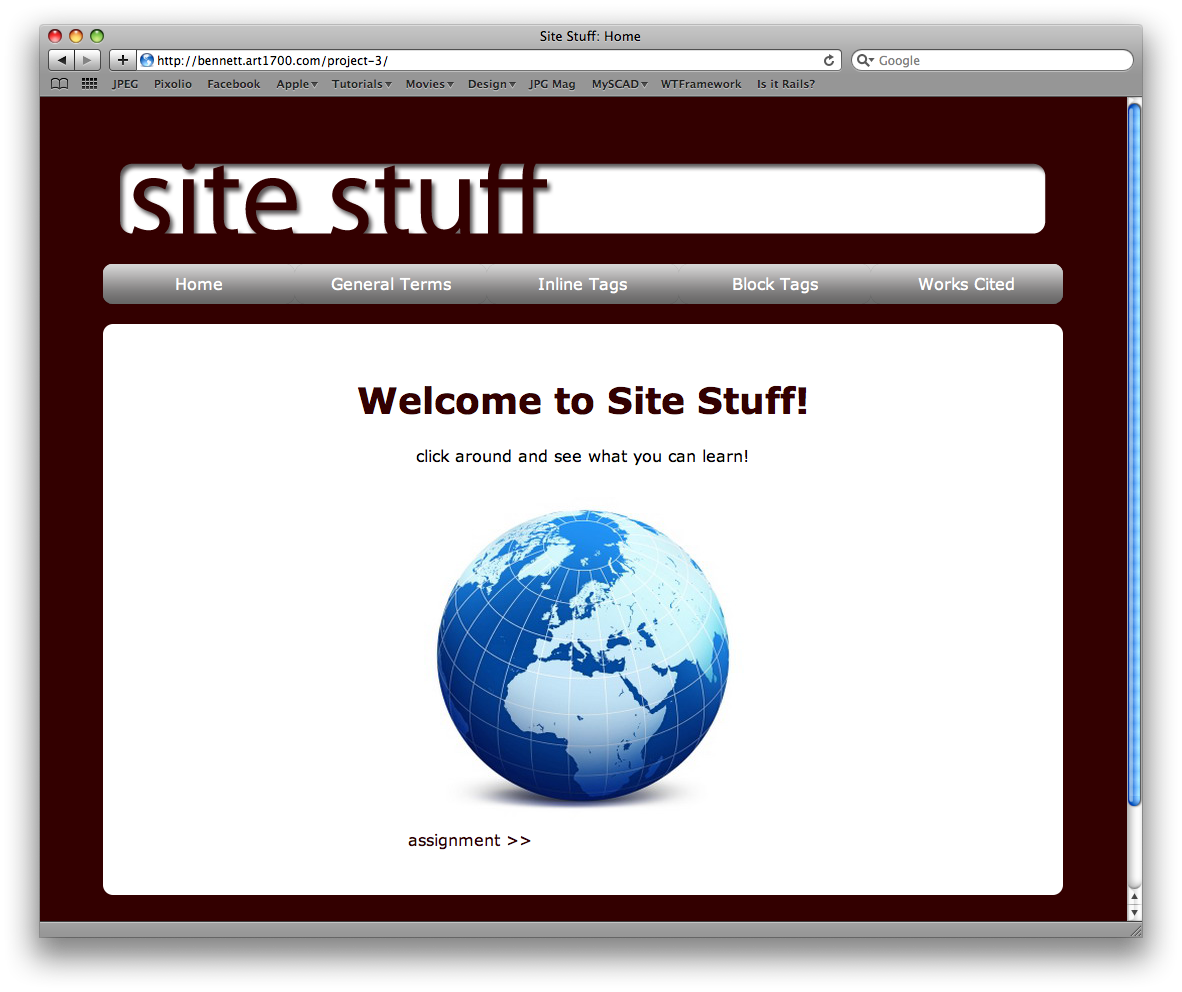 Site Stuff: Home
http://bennett.art1700.com/project-3/
Google
JPEG Pixolio Facebook Apple Tutorials Movies Design JPG Mag MySCAD WTFramework Is it Rails?
site stuff
Home General Terms Inline Tags Block Tags Works Cited
Welcome to Site Stuff!
click around and see what you can learn!
assignment >>